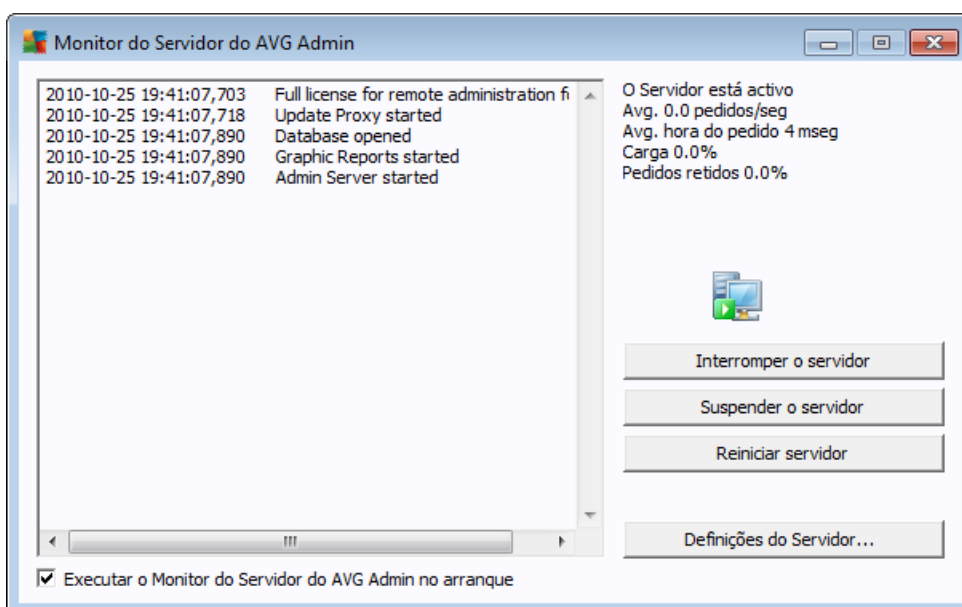 Monitor do Servidor do AVG Admin
2010-10-25 19:41:07,703 Full license for remote administration
2010-10-25 19:41:07,718 Update Proxy started
2010-10-25 19:41:07,890 Database opened
2010-10-25 19:41:07,890 Graphic Reports started
2010-10-25 19:41:07,890 Admin Server started
O Servidor está activo
Avg. 0.0 pedidos/seg
Avg. hora do pedido 4 mseg
Carga 0.0%
Pedidos retidos 0.0%
Interromper o servidor
Suspender o servidor
Reiniciar servidor
Definições do Servidor...
Executar o Monitor do Servidor do AVG Admin no arranque